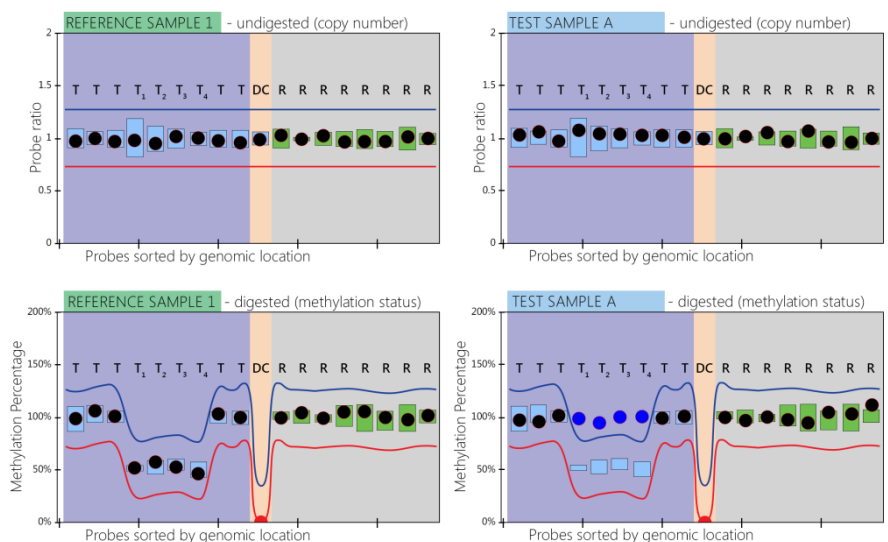 REFERENCE SAMPLE 1 - undigested (copy number)
2
1.5
1
0.5
0
Probe ratio
T T T T1 T2 T3 T4 T T DC R R R R R R R R
Probes sorted by genomic location
TEST SAMPLE A - undigested (copy number)
2
1.5
1
0.5
0
Probe ratio
T T T T1 T2 T3 T4 T T DC R R R R R R R R
Probes sorted by genomic location
REFERENCE SAMPLE 1 - digested (methylation status)
200%
150%
100%
50%
0%
Methylation Percentage
T T T T1 T2 T3 T4 T T DC R R R R R R R R
Probes sorted by genomic location
TEST SAMPLE A - digested (methylation status)
200%
150%
100%
50%
0%
Methylation Percentage
T T T T1 T2 T3 T4 T T DC R R R R R R R R
Probes sorted by genomic location